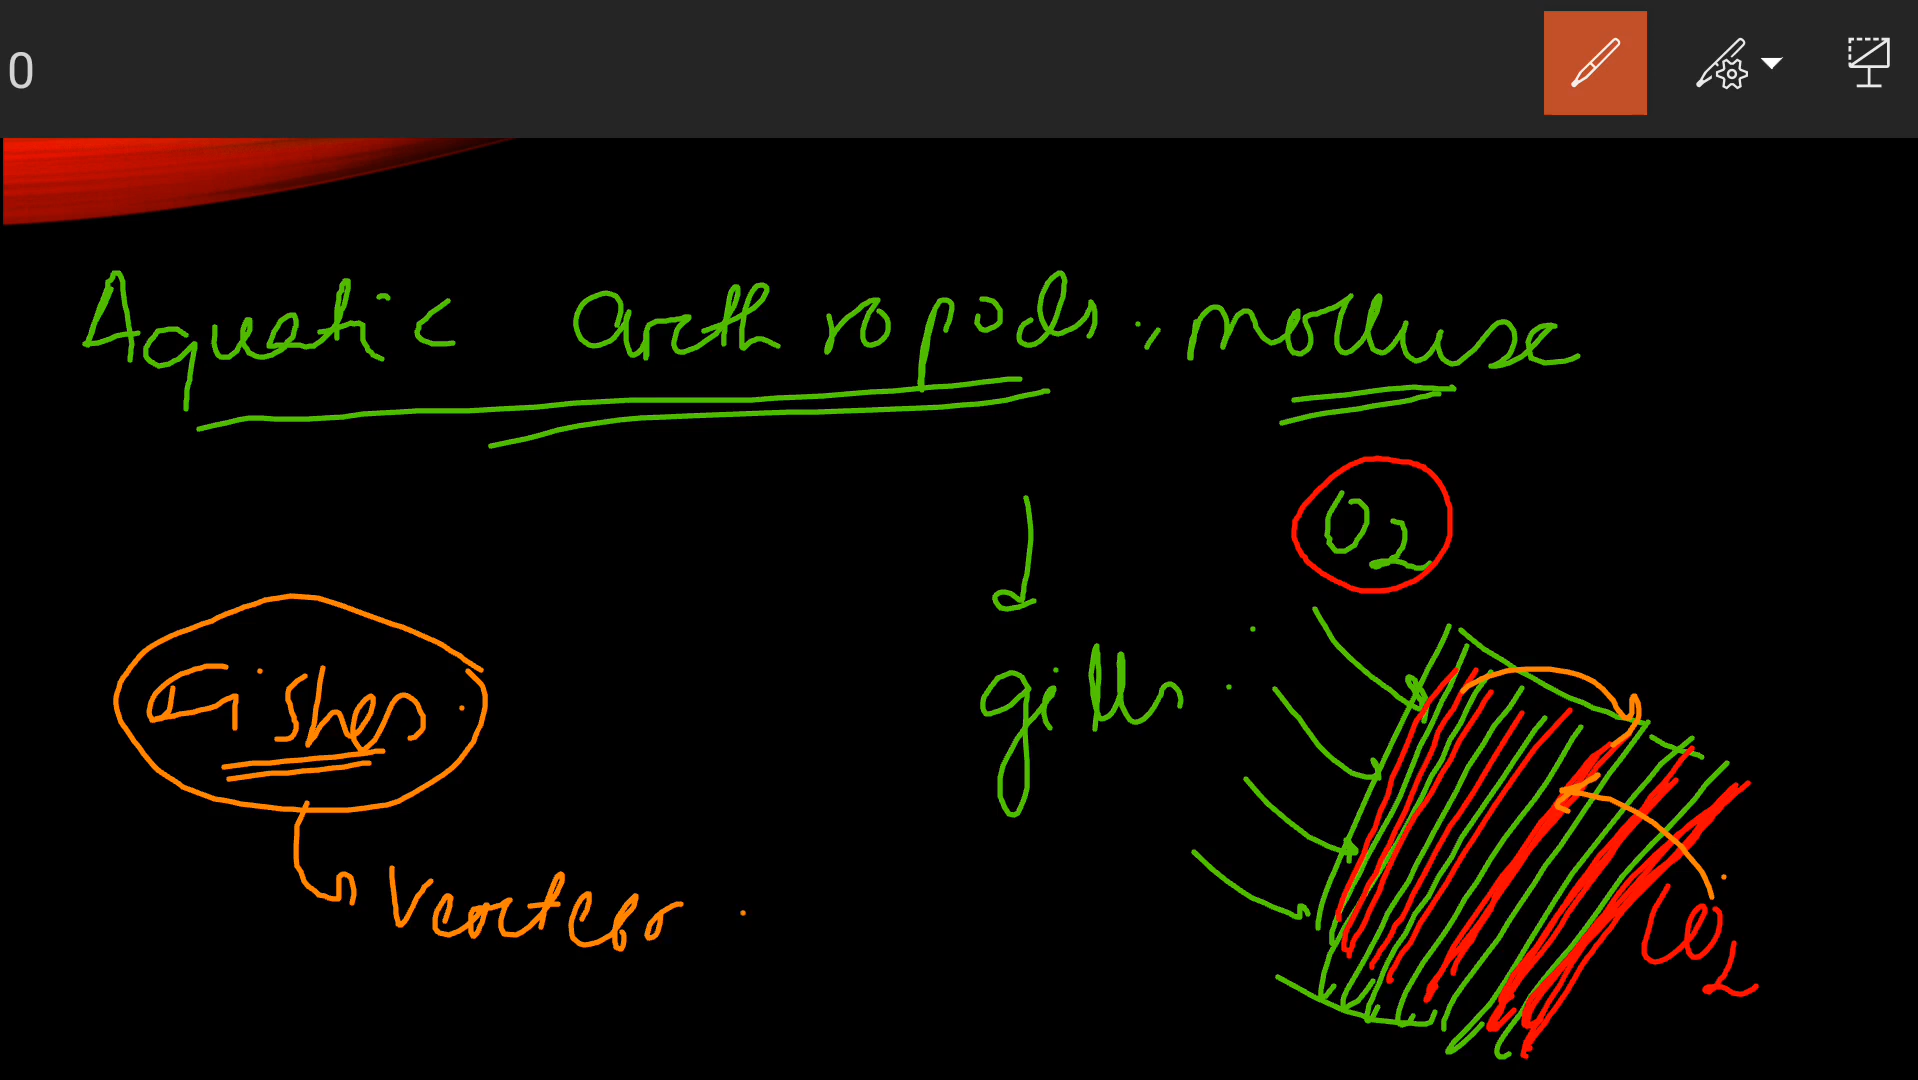 0
Aquatic arthropods, mollusc
O2
Fishes
gills
Vertebr
CO2